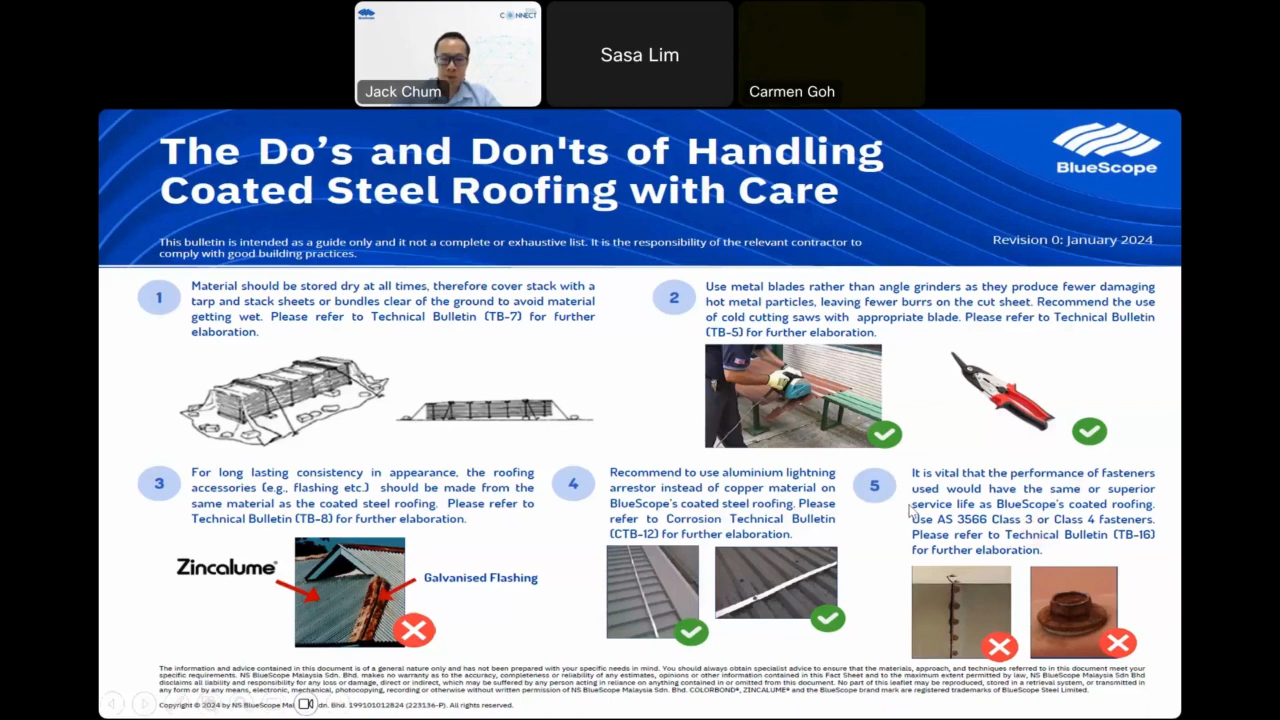 CONNECT
Jack Chum
Sasa Lim
Carmen Goh
The Do's and Don'ts of Handling
Coated Steel Roofing with Care
BlueScope
This bulletin is intended as a guide only and it not a complete or exhaustive list. It is the responsibility of the relevant contractor to
comply with good building practices.
Revision 0: January 2024
1
Material should be stored dry at all times, therefore cover stack with a
tarp and stack sheets or bundles clear of the ground to avoid material
getting wet. Please refer to Technical Bulletin (TB-7) for further
elaboration.
2
Use metal blades rather than angle grinders as they produce fewer damaging
hot metal particles, leaving fewer burrs on the cut sheet. Recommend the use
of cold cutting saws with appropriate blade. Please refer to Technical Bulletin
(TB-5) for further elaboration.
3
For long lasting consistency in appearance, the roofing
accessories (e.g., flashing etc.) should be made from the
same material as the coated steel roofing. Please refer to
Technical Bulletin (TB-8) for further elaboration.
Zincalume®
Galvanised Flashing
4
Recommend to use aluminium lightning
arrestor instead of copper material on
BlueScope's coated steel roofing. Please
refer to Corrosion Technical Bulletin
(CTB-12) for further elaboration.
5
It is vital that the performance of fasteners
used would have the same or superior
service life as BlueScope's coated roofing.
Use AS 3566 Class 3 or Class 4 fasteners.
Please refer to Technical Bulletin (TB-16)
for further elaboration.
The information and advice contained in this document is of a general nature only and has not been prepared with your specific needs in mind. You should always obtain specialist advice to ensure that the materials, approach, and techniques referred to in this document meet your
specific requirements. NS BlueScope Malaysia Sdn. Bhd. makes no warranty as to the accuracy, completeness or reliability of any estimates, opinions or other information contained in this Fact Sheet and to the maximum extent permitted by law, NS BlueScope Malaysia Sdn Bhd
disclaims all liability and responsibility for any loss or damage, direct or indirect, which may be suffered by any person acting in reliance on anything contained in or omitted from this document. No part of this leaflet may be reproduced, stored in a retrieval system, or transmitted in
any form or by any means, electronic, mechanical, photocopying, recording or otherwise without written permission of NS BlueScope Malaysia Sdn. Bhd. COLORBOND®, ZINCALUME® and the BlueScope brand mark are registered trademarks of BlueScope Steel Limited.
Copyright © 2024 by NS BlueScope Sdn. Bhd. 199101012824 (223136-P). All rights reserved.